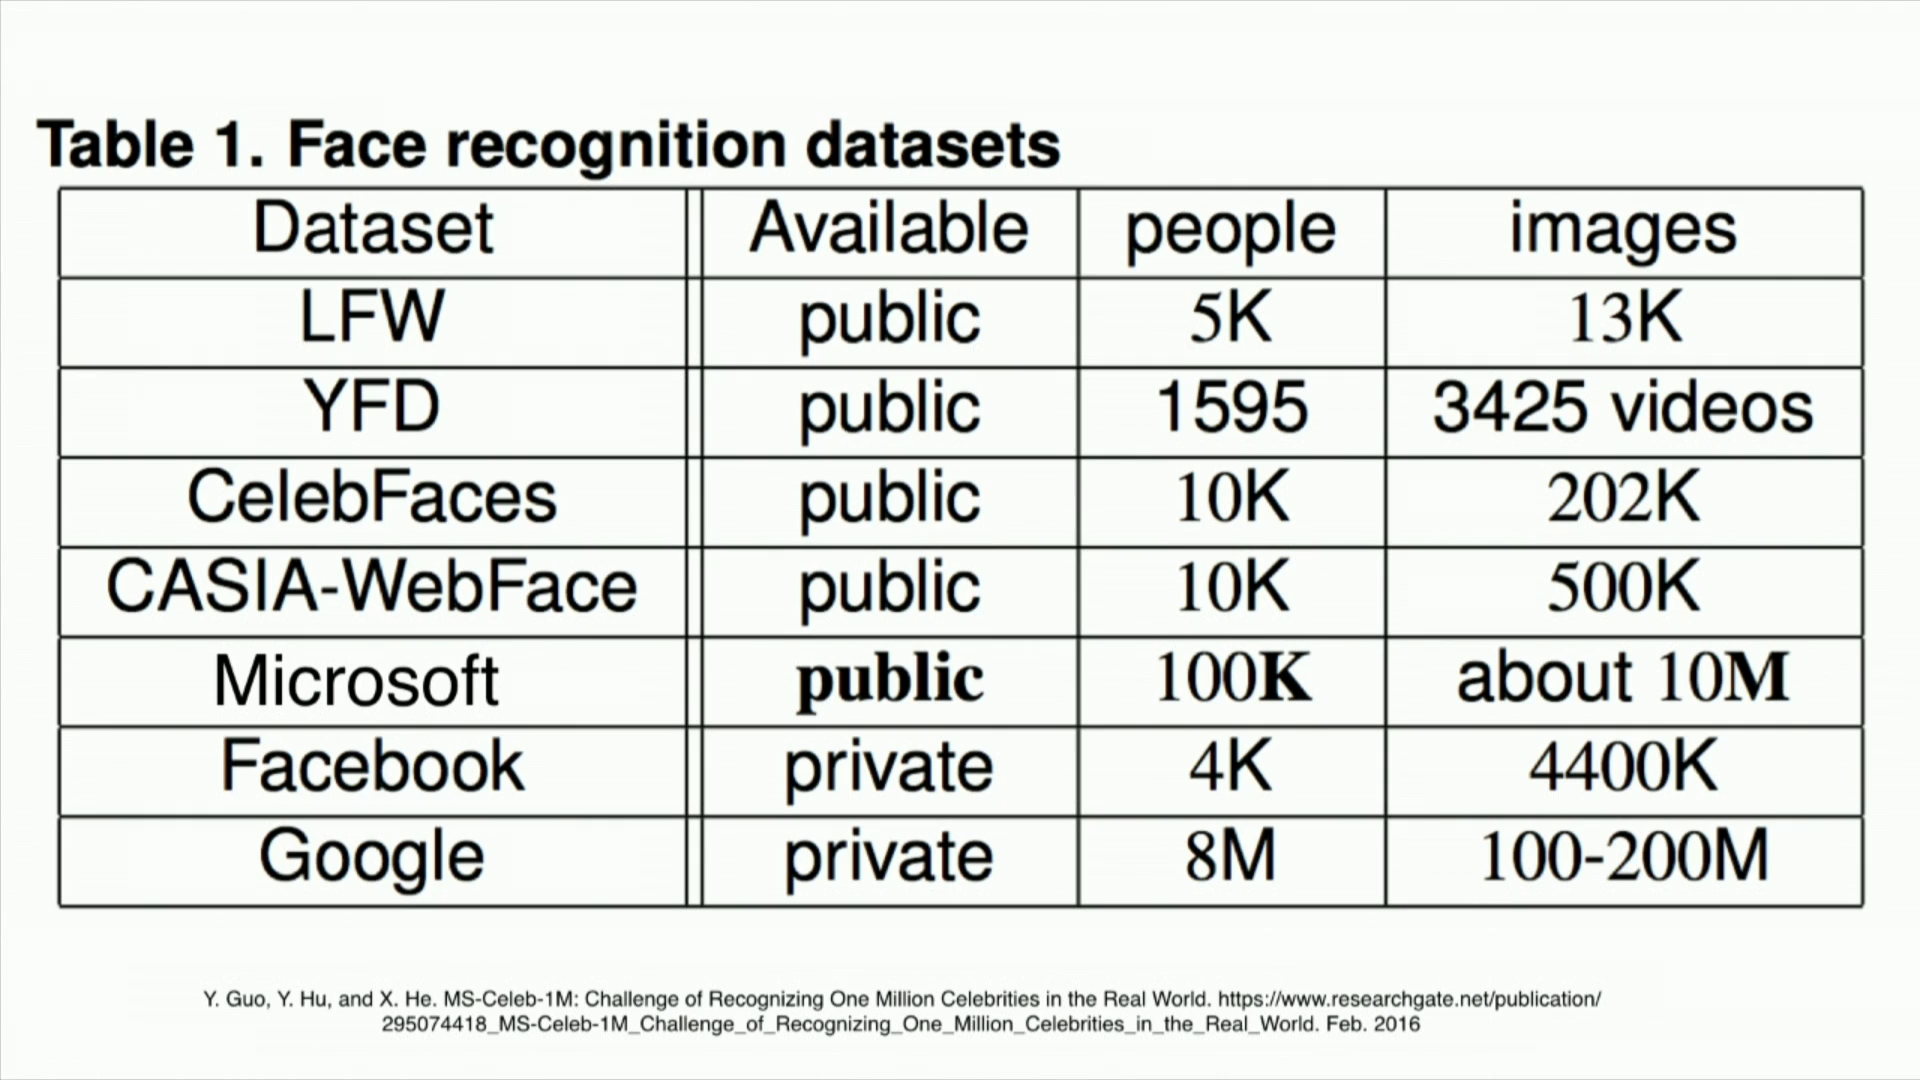 Table 1. Face recognition datasets
Dataset Available people images
LFW public 5K 13K
YFD public 1595 3425 videos
CelebFaces public 10K 202K
CASIA-WebFace public 10K 500K
Microsoft public 100K about 10M
Facebook private 4K 4400K
Google private 8M 100-200M
Y. Guo, Y. Hu, and X. He. MS-Celeb-1M: Challenge of Recognizing One Million Celebrities in the Real World. https://www.researchgate.net/publication/
295074418_MS-Celeb-1M_Challenge_of_Recognizing_One_Million_Celebrities_in_the_Real_World. Feb. 2016